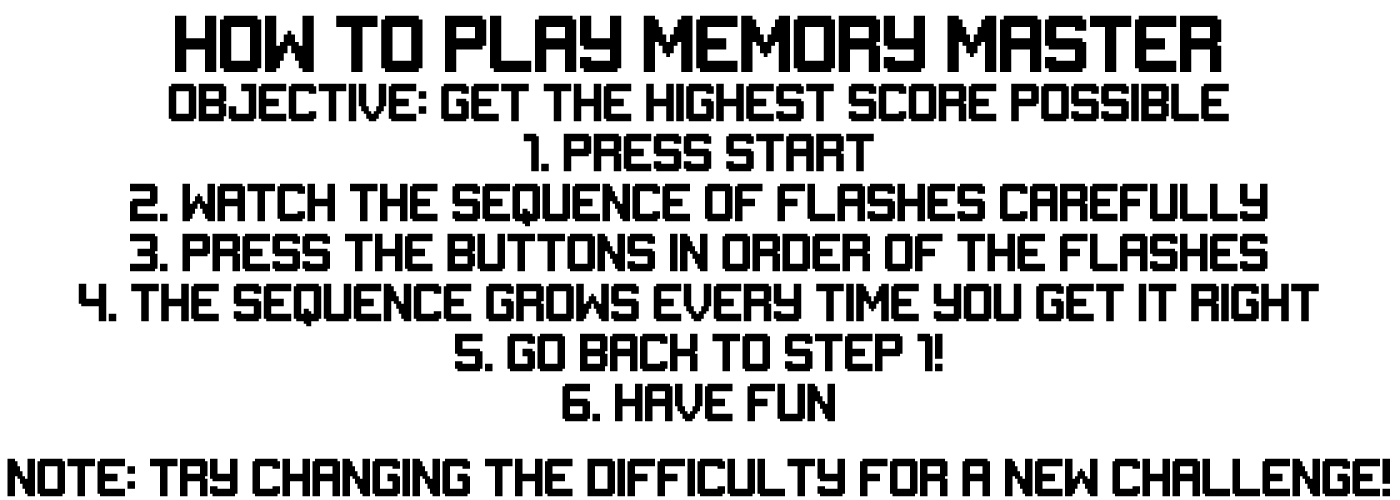 HOW TO PLAY MEMORY MASTER
OBJECTIVE: GET THE HIGHEST SCORE POSSIBLE
1. PRESS START
2. WATCH THE SEQUENCE OF FLASHES CAREFULLY
3. PRESS THE BUTTONS IN ORDER OF THE FLASHES
4. THE SEQUENCE GROWS EVERY TIME YOU GET IT RIGHT
5. GO BACK TO STEP 1!
6. HAVE FUN
NOTE: TRY CHANGING THE DIFFICULTY FOR A NEW CHALLENGE!